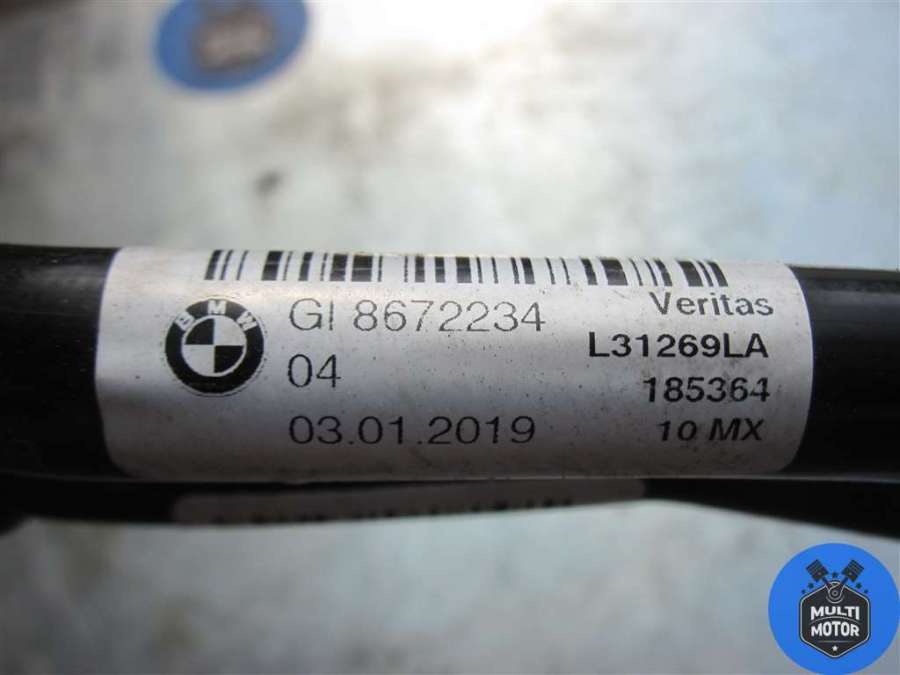 BMW
GI 8672234
04
03.01.2019
Veritas
L31269LA
185364
10 MX
MULTI
MOTOR